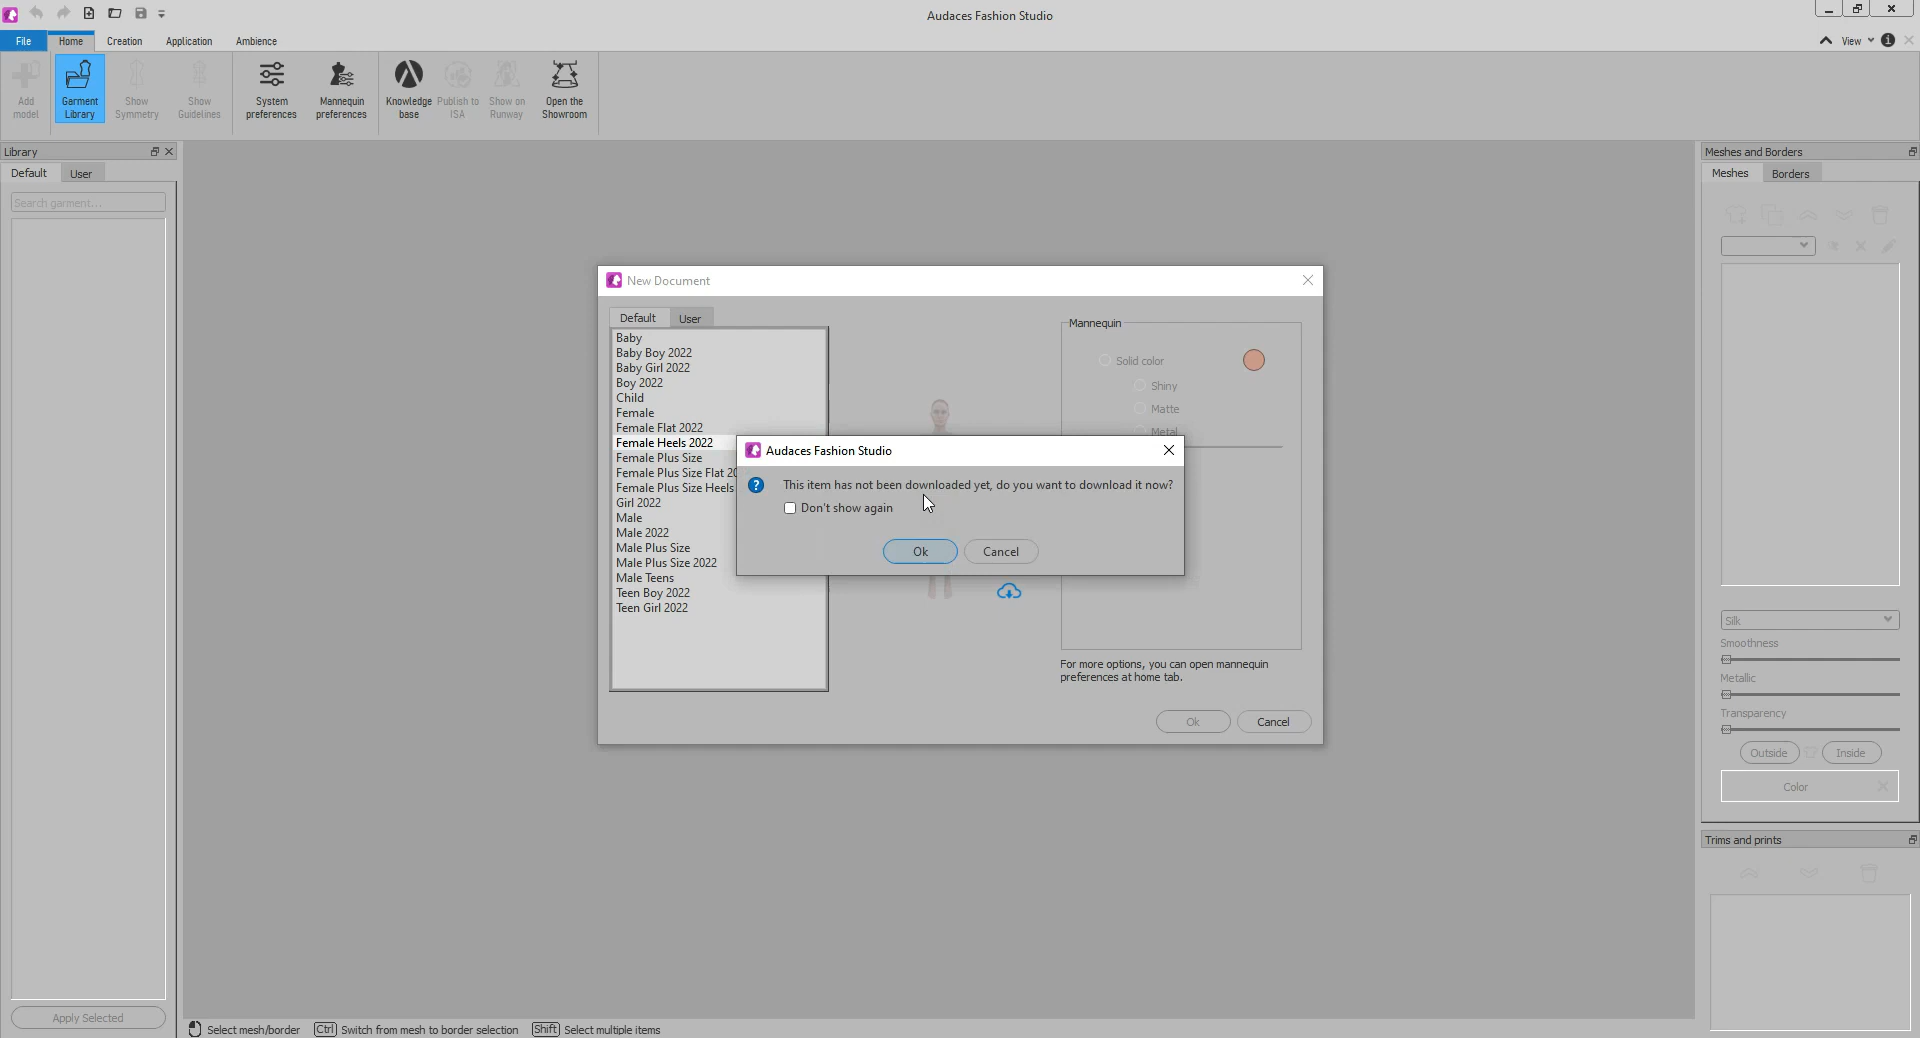 Audaces Fashion Studio
File
Home
Creation
Application
Ambience
View
Add
model
Garment
Library
Show
Symmetry
Show
Guidelines
System
preferences
Mannequin
preferences
Knowledge
base
Publish to
ISA
Show on
Runway
Open the
Showroom
Library
Default
User
Search garment...
Apply Selected
New Document
Default
User
Baby
Baby Boy 2022
Baby Girl 2022
Boy 2022
Child
Female
Female Flat 2022
Female Heels 2022
Female Plus Size
Female Plus Size Flat 20
Female Plus Size Heels
Girl 2022
Male
Male 2022
Male Plus Size
Male Plus Size 2022
Male Teens
Teen Boy 2022
Teen Girl 2022
Mannequin
Solid color
Shiny
Matte
Metal
Audaces Fashion Studio
This item has not been downloaded yet, do you want to download it now?
Don't show again
Ok
Cancel
For more options, you can open mannequin
preferences at home tab.
Ok
Cancel
Meshes and Borders
Meshes
Borders
Silk
Smoothness
Metallic
Transparency
Outside
Inside
Color
Trims and prints
Select mesh/border
Ctrl Switch from mesh to border selection
Shift Select multiple items